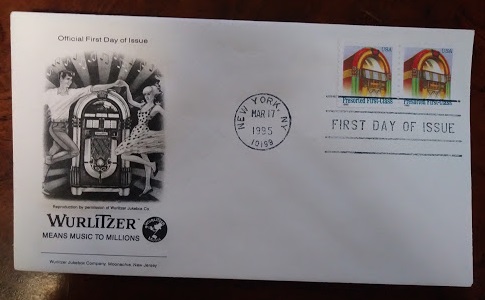 Official First Day of Issue
USA
USA
Presorted First-Class
Presorted First-Class
NEW YORK, NY
MAR 17
1995
10199
FIRST DAY OF ISSUE
Reproduction by permission of Wurlitzer Jukebox Co.
WURLITZER
MEANS MUSIC TO MILLIONS
Wurlitzer Jukebox Company, New Jersey